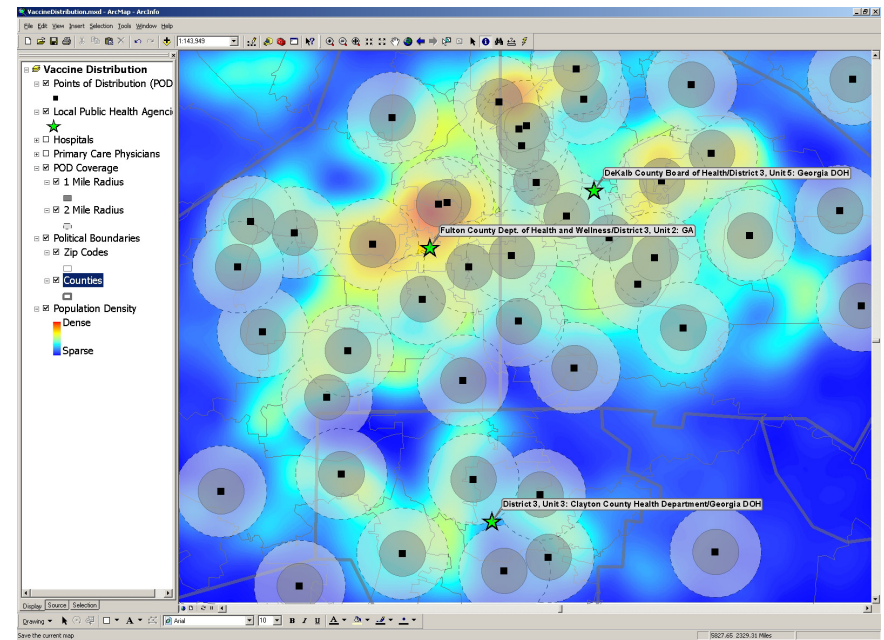 VaccineDistribution.mxd - ArcMap - ArcInfo
File Edit View Insert Selection Tools Window Help
1:143,949
Vaccine Distribution
Points of Distribution (POD
Local Public Health Agenci
Hospitals
Primary Care Physicians
POD Coverage
1 Mile Radius
2 Mile Radius
Political Boundaries
Zip Codes
Counties
Population Density
Dense
Sparse
DeKalb County Board of Health/District 3, Unit 5: Georgia DOH
Fulton County Dept. of Health and Wellness/District 3, Unit 2: GA
District 3, Unit 3: Clayton County Health Department/Georgia DOH
Display Source Selection
Drawing Arial 10 B I U A
Save the current map 5827.65 2329.31 Miles